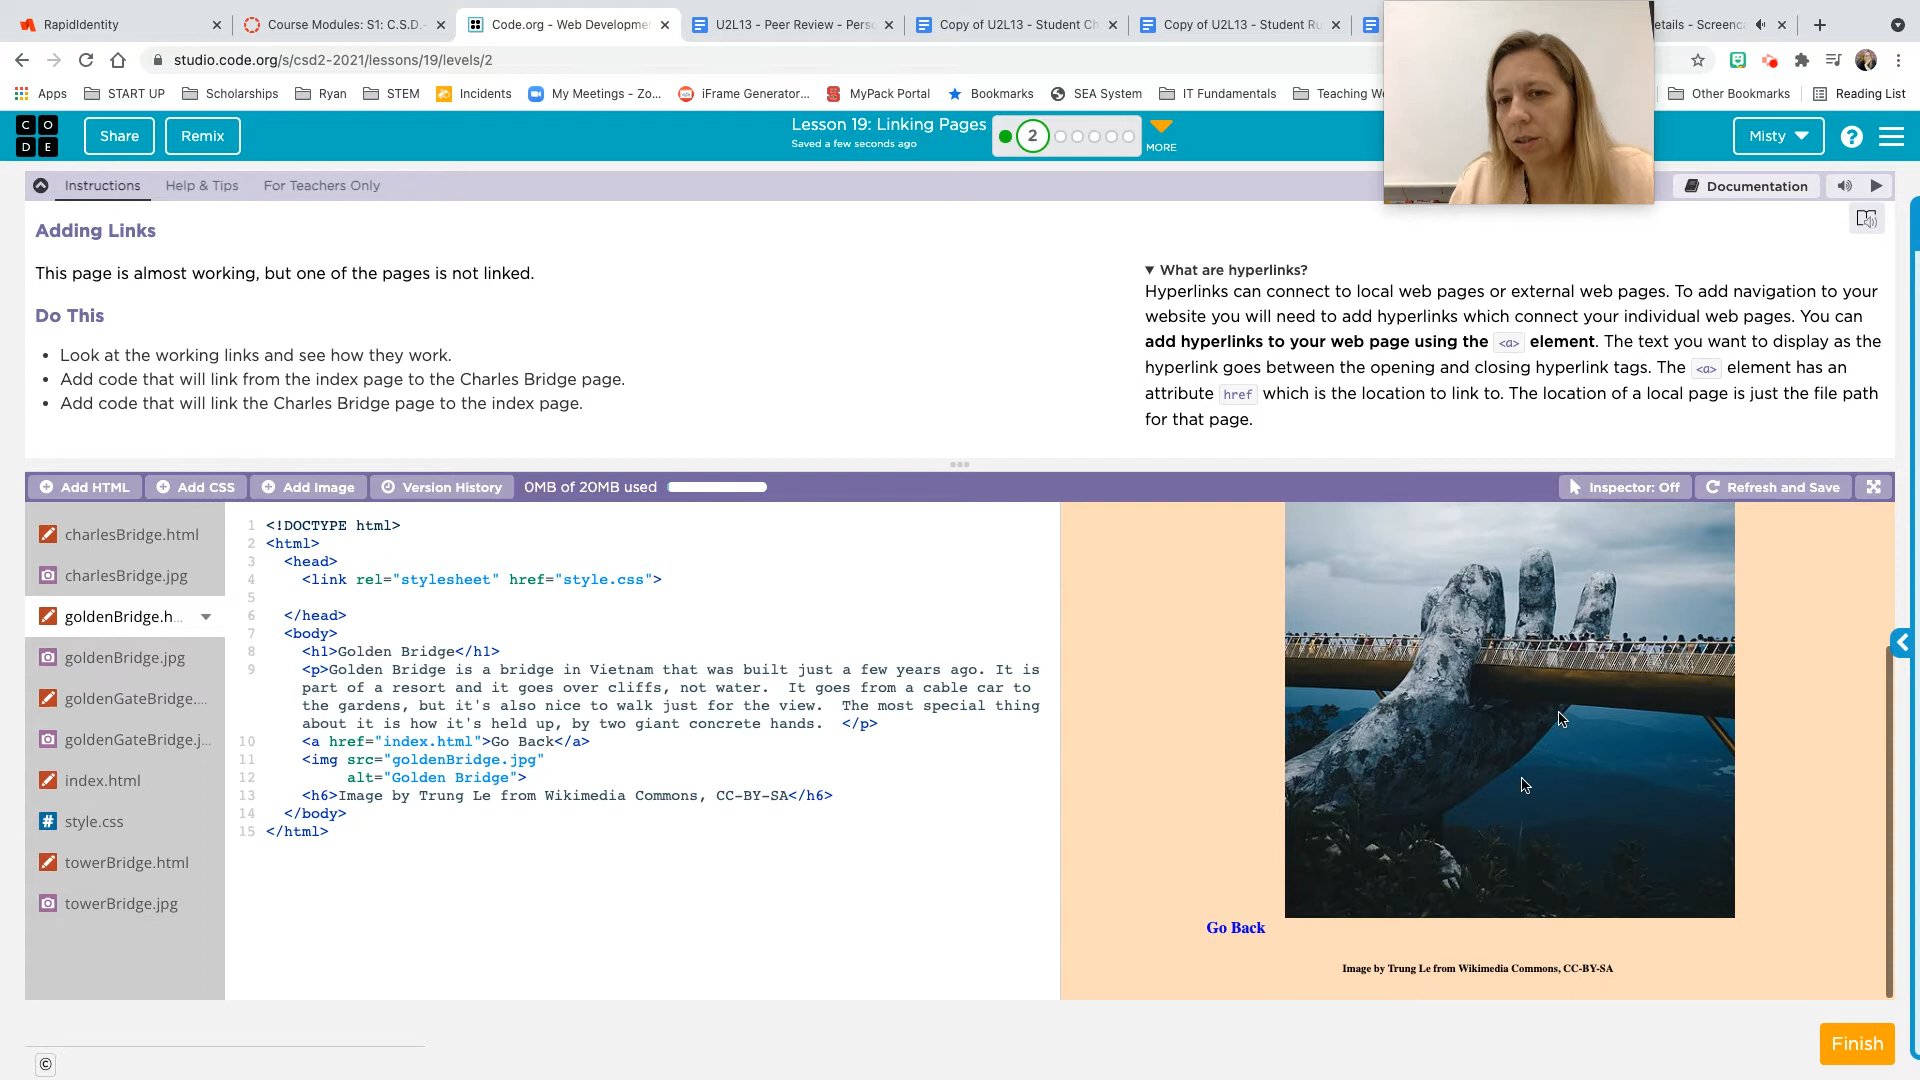 RapidIdentity
Course Modules: S1: C.S.D.-
Code.org - Web Developme
U2L13 - Peer Review - Pers
Copy of U2L13 - Student Ch
Copy of U2L13 - Student Ru
etails - Screenca
studio.code.org/s/csd2-2021/lessons/19/levels/2
Apps
START UP
Scholarships
Ryan
STEM
Incidents
My Meetings - Zo...
iFrame Generator...
MyPack Portal
Bookmarks
SEA System
IT Fundamentals
Teaching We
Other Bookmarks
Reading List
CO
DE
Share
Remix
Lesson 19: Linking Pages
Saved a few seconds ago
2
MORE
Misty
?
Instructions
Help & Tips
For Teachers Only
Documentation
Adding Links
This page is almost working, but one of the pages is not linked.
Do This
• Look at the working links and see how they work.
• Add code that will link from the index page to the Charles Bridge page.
• Add code that will link the Charles Bridge page to the index page.
▼ What are hyperlinks?
Hyperlinks can connect to local web pages or external web pages. To add navigation to your
website you will need to add hyperlinks which connect your individual web pages. You can
add hyperlinks to your web page using the <a> element. The text you want to display as the
hyperlink goes between the opening and closing hyperlink tags. The <a> element has an
attribute href which is the location to link to. The location of a local page is just the file path
for that page.
Add HTML
Add CSS
Add Image
Version History
0MB of 20MB used
Inspector: Off
Refresh and Save
charlesBridge.html
charlesBridge.jpg
goldenBridge.h...
goldenBridge.jpg
goldenGateBridge....
goldenGateBridge.j...
index.html
style.css
towerBridge.html
towerBridge.jpg
1 <!DOCTYPE html>
2 <html>
3 <head>
4 <link rel="stylesheet" href="style.css">
5
6 </head>
7 <body>
8 <h1>Golden Bridge</h1>
9 <p>Golden Bridge is a bridge in Vietnam that was built just a few years ago. It is
part of a resort and it goes over cliffs, not water.  It goes from a cable car to
the gardens, but it's also nice to walk just for the view.  The most special thing
about it is how it's held up, by two giant concrete hands.  </p>
10 <a href="index.html">Go Back</a>
11 <img src="goldenBridge.jpg"
12 alt="Golden Bridge">
13 <h6>Image by Trung Le from Wikimedia Commons, CC-BY-SA</h6>
14 </body>
15 </html>
Go Back
Image by Trung Le from Wikimedia Commons, CC-BY-SA
Finish
©